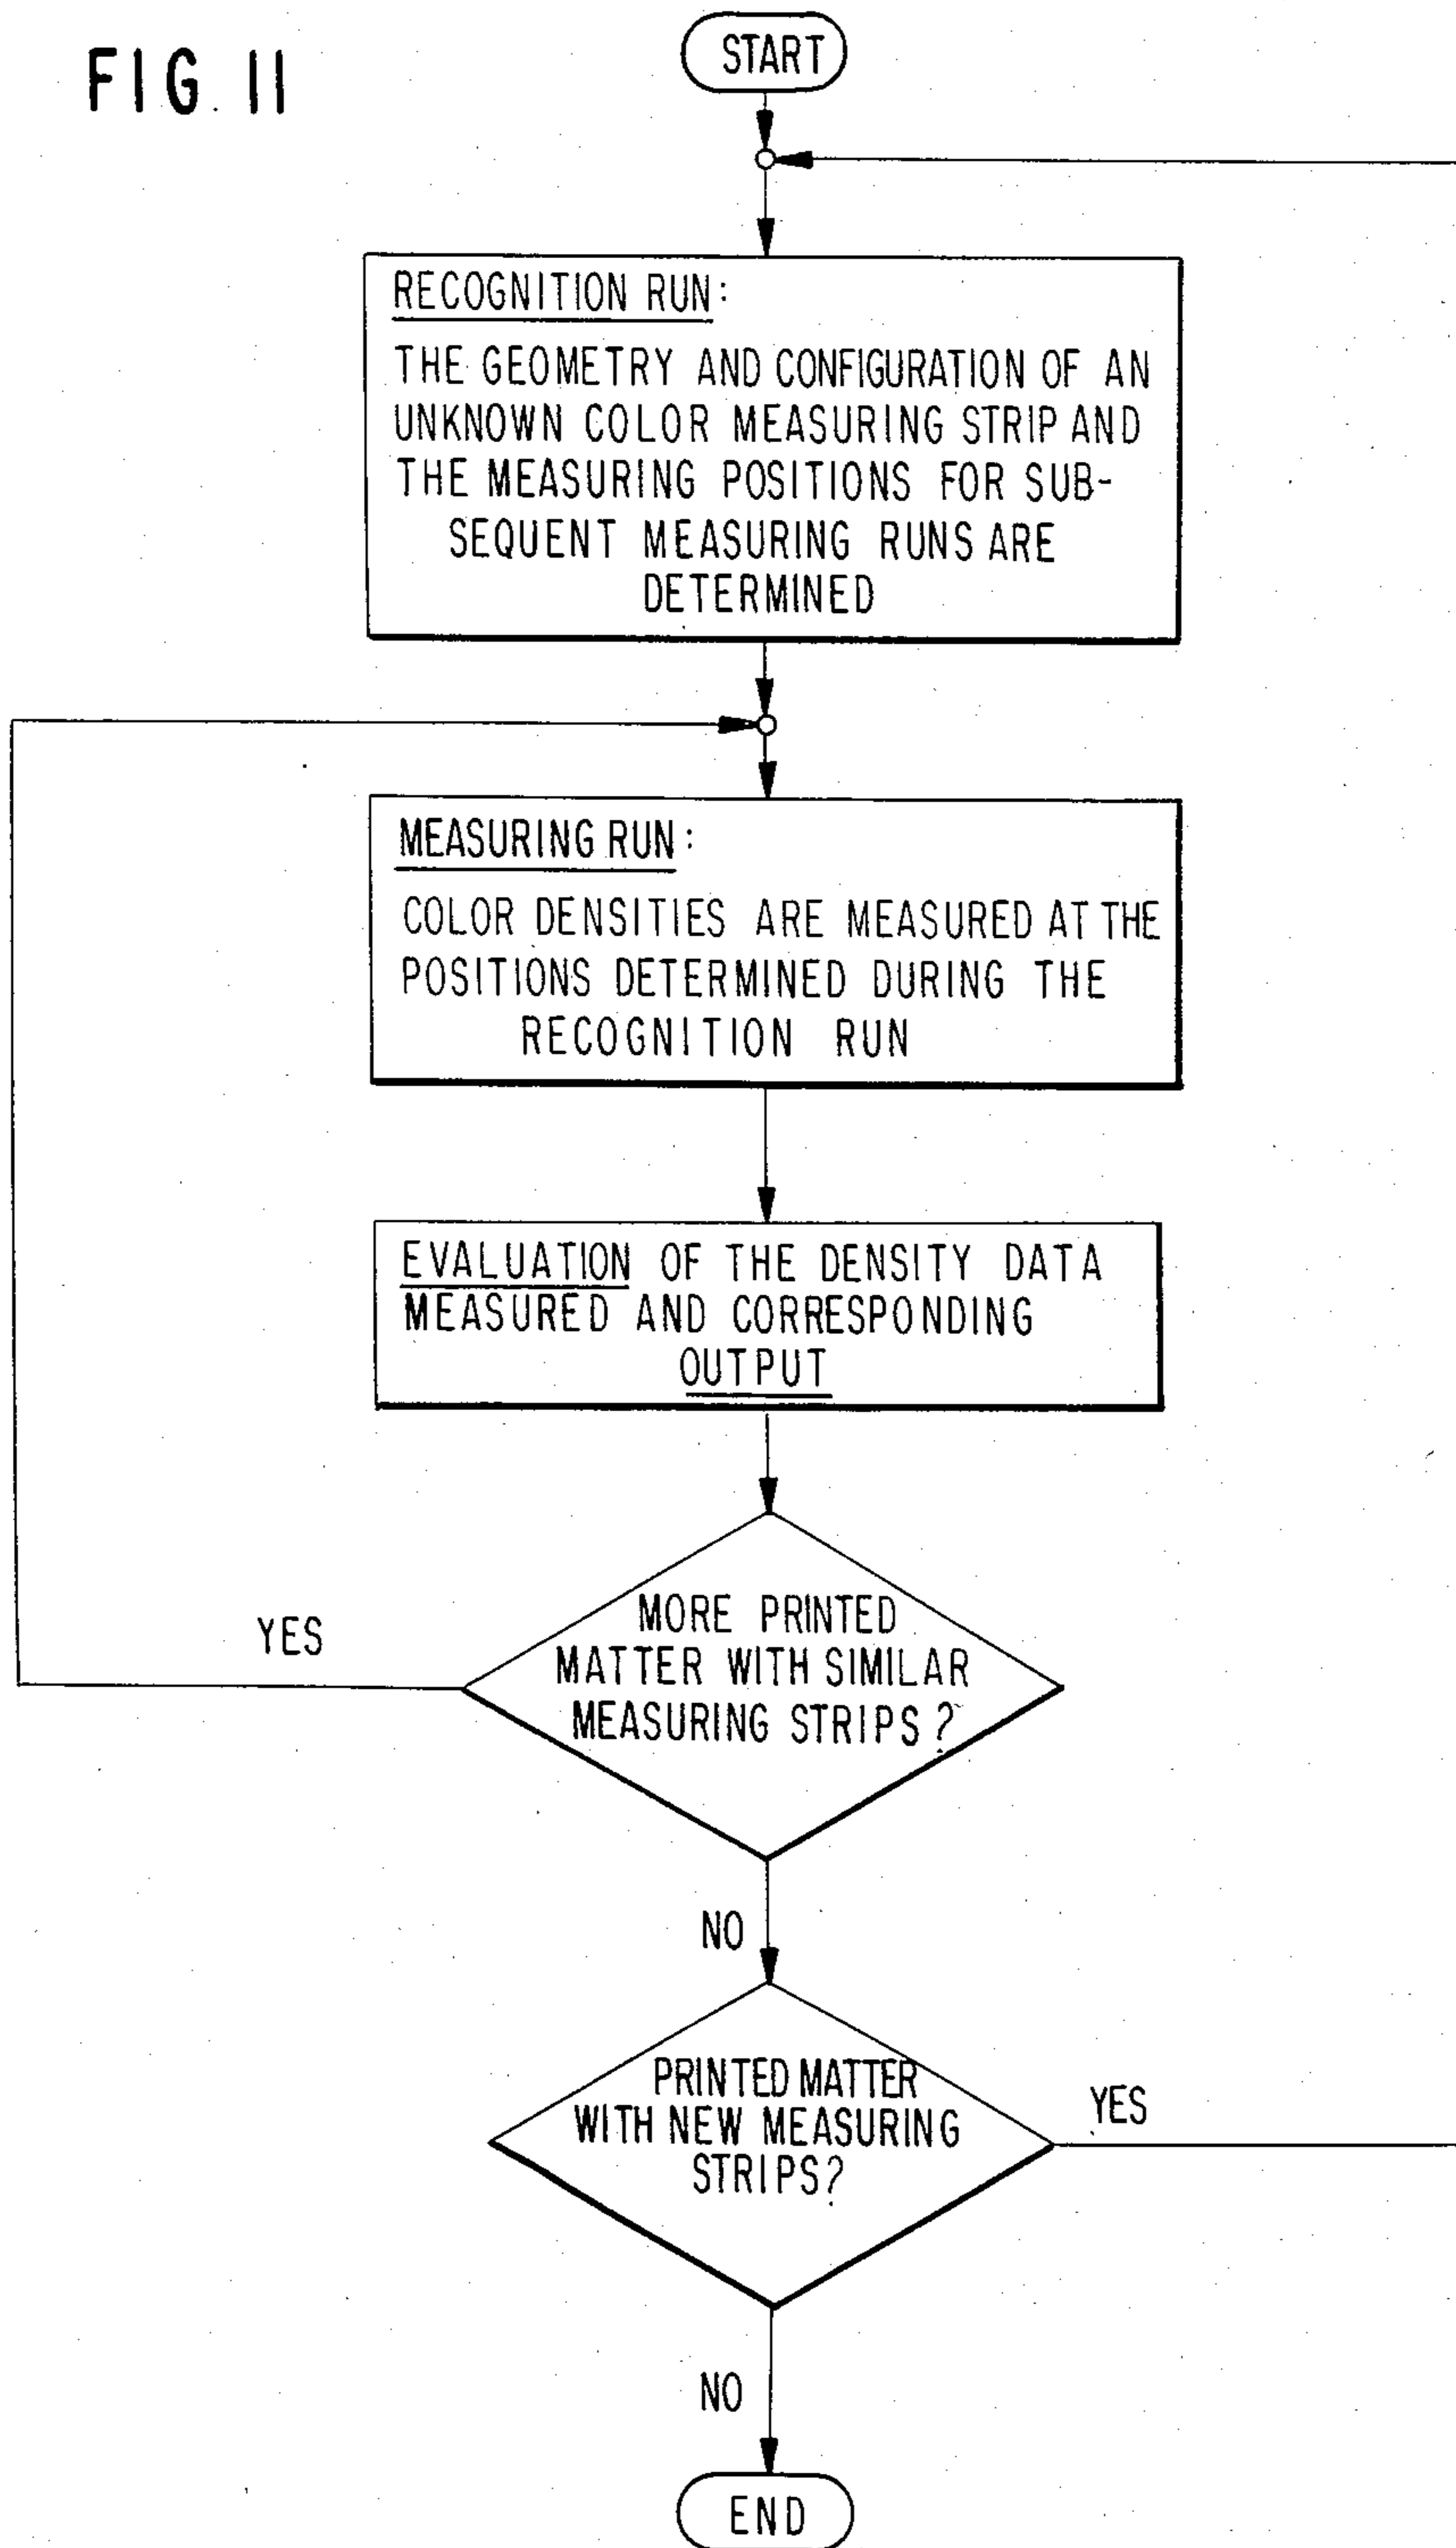 FIG. 11
START
RECOGNITION RUN:
THE GEOMETRY AND CONFIGURATION OF AN
UNKNOWN COLOR MEASURING STRIP AND
THE MEASURING POSITIONS FOR SUB-
SEQUENT MEASURING RUNS ARE
DETERMINED
MEASURING RUN:
COLOR DENSITIES ARE MEASURED AT THE
POSITIONS DETERMINED DURING THE
RECOGNITION RUN
EVALUATION OF THE DENSITY DATA
MEASURED AND CORRESPONDING
OUTPUT
MORE PRINTED
MATTER WITH SIMILAR
MEASURING STRIPS?
YES
NO
PRINTED MATTER
WITH NEW MEASURING
STRIPS?
YES
NO
END